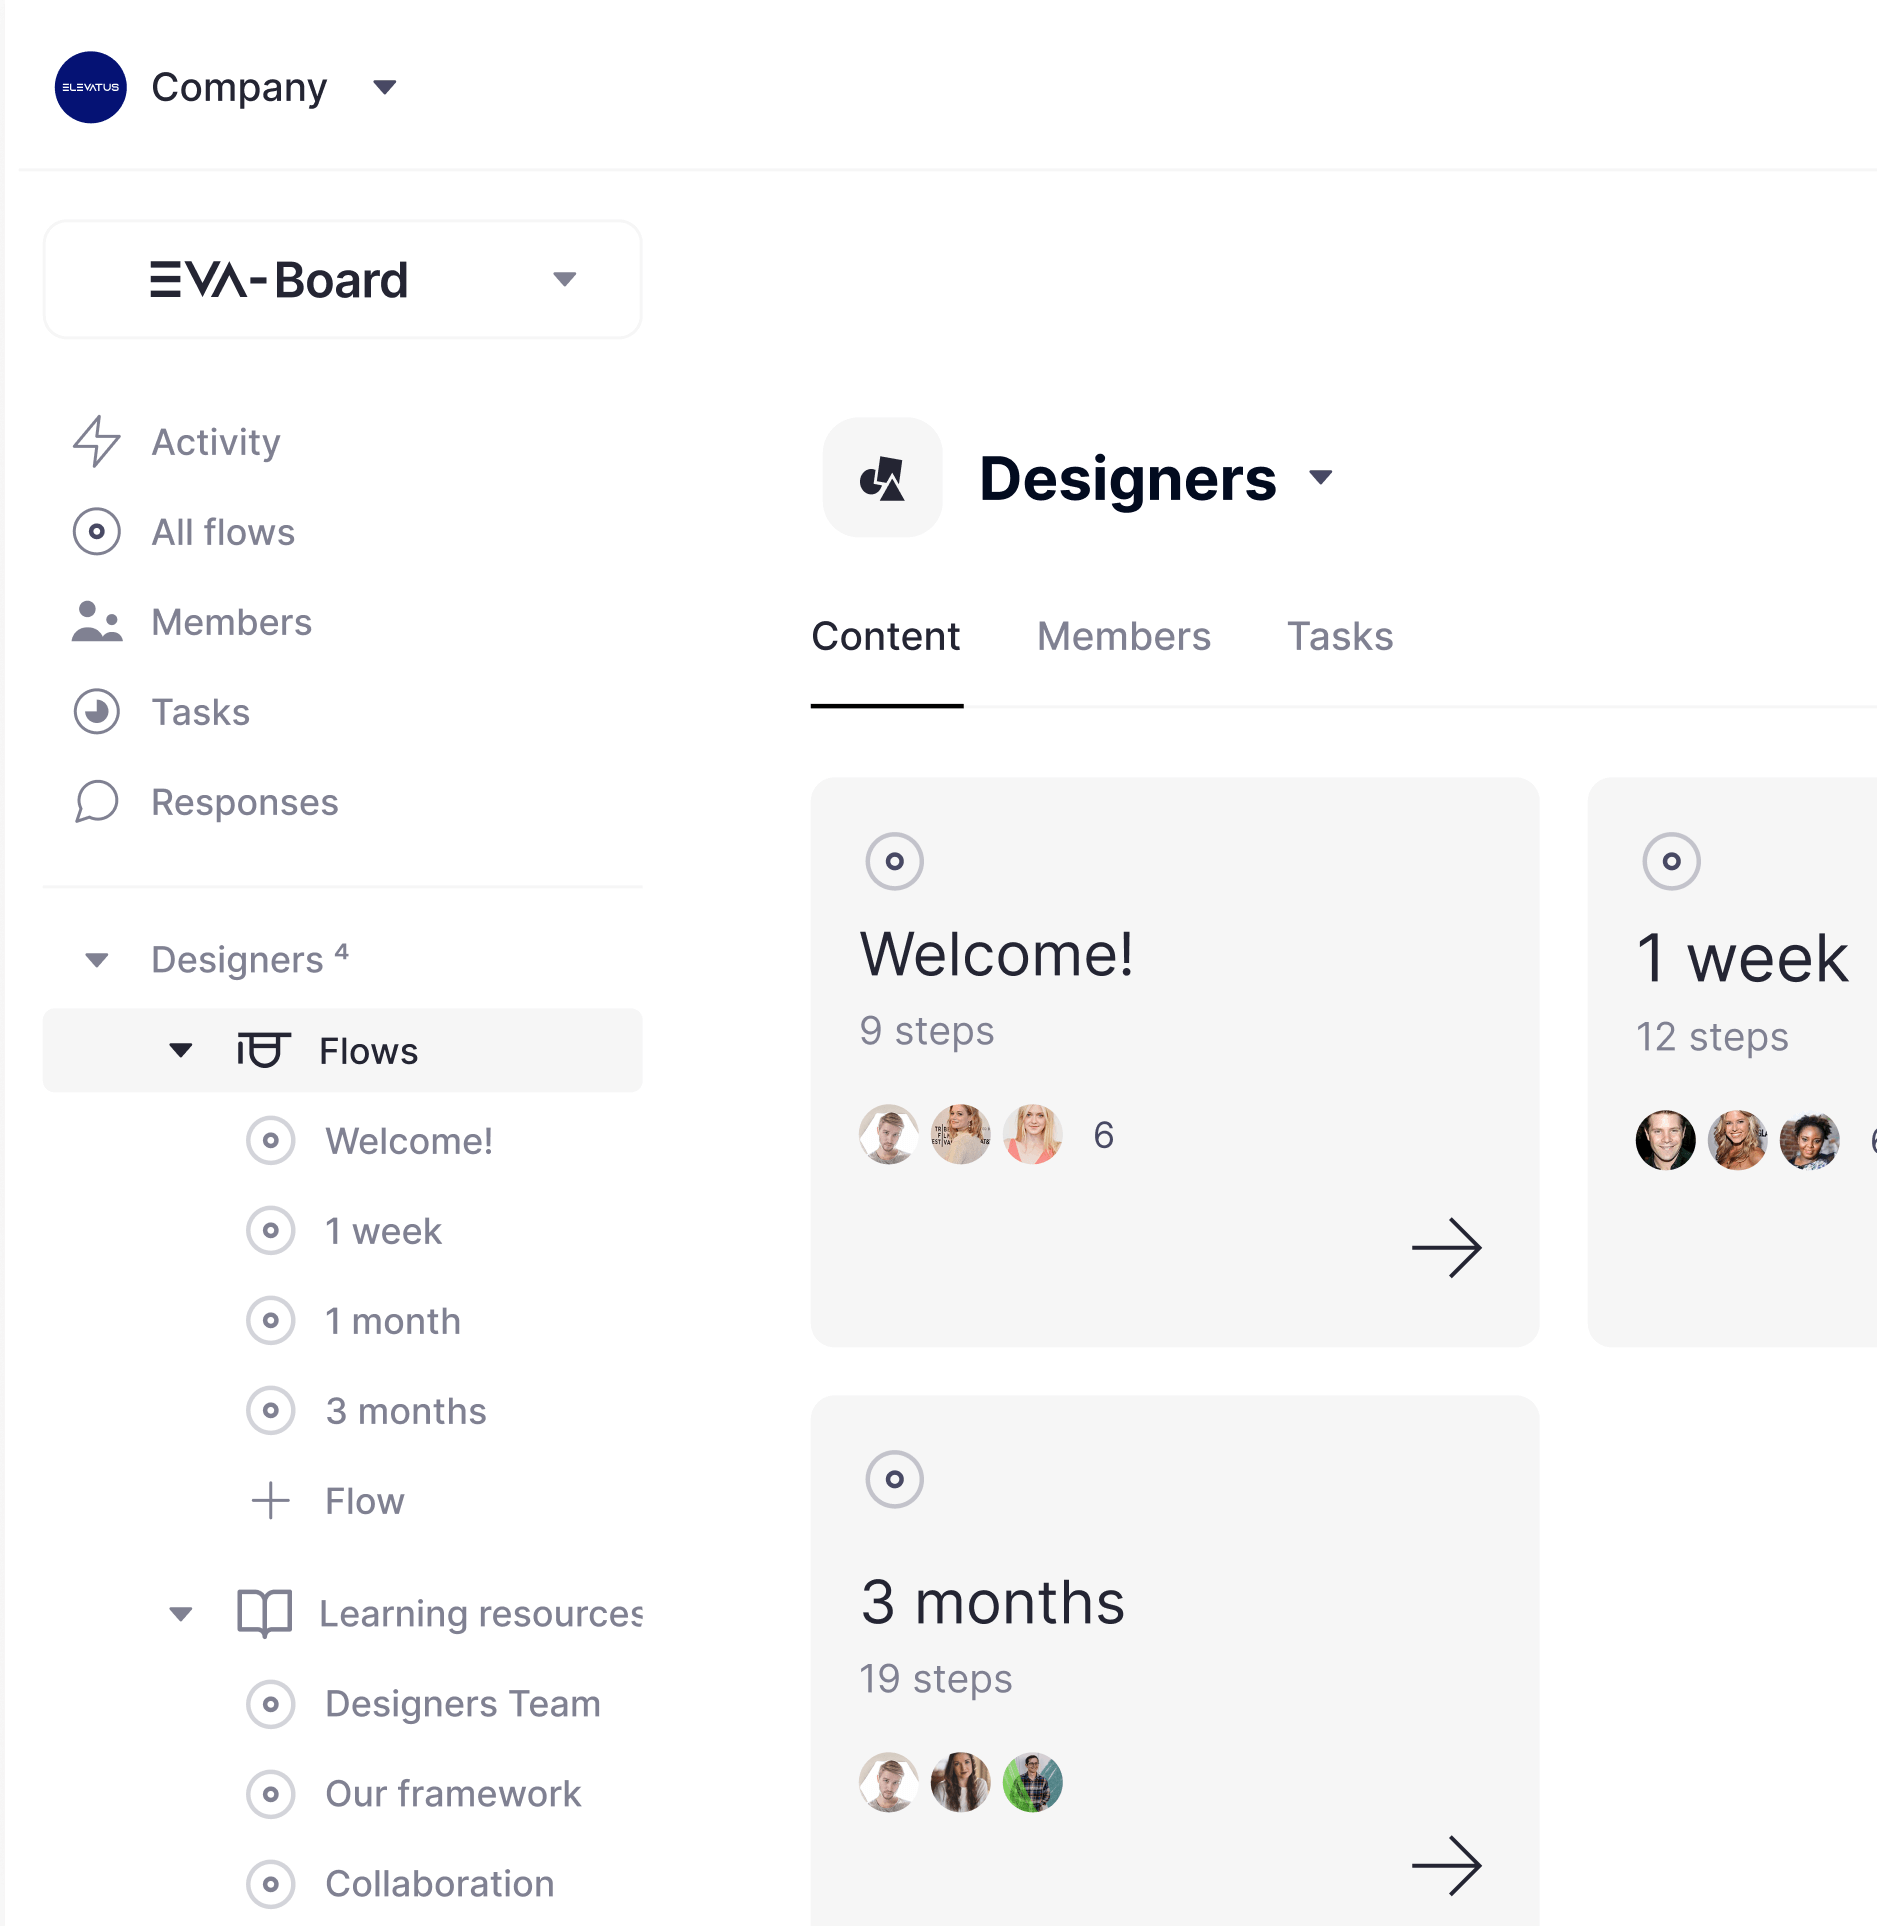 ELEVATUS
Company
EVA-Board
Activity
All flows
Members
Tasks
Responses
Designers 4
Flows
Welcome!
1 week
1 month
3 months
Flow
Learning resources
Designers Team
Our framework
Collaboration
Designers
Content Members Tasks
Welcome!
9 steps
6
1 week
12 steps
3 months
19 steps